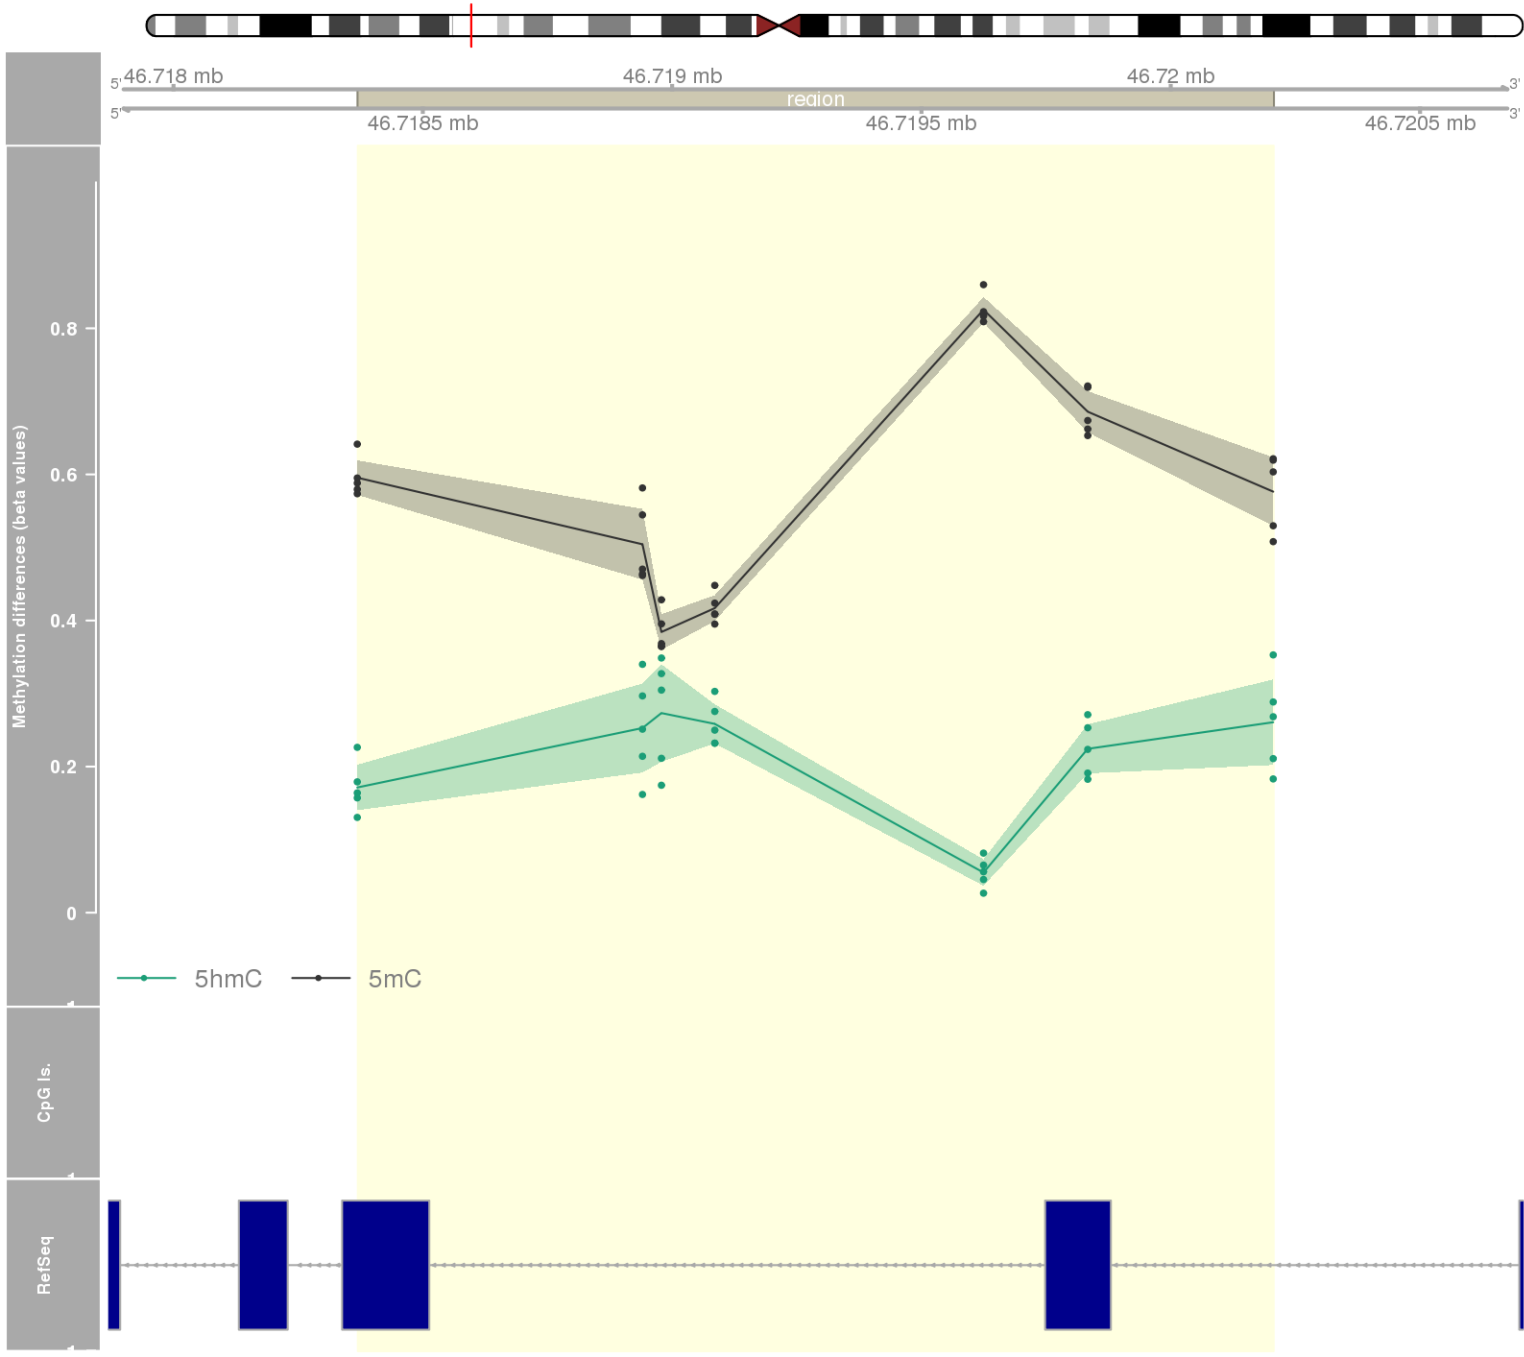 46.718 mb 46.719 mb 46.72 mb
5' 3'
region
5' 3'
46.7185 mb 46.7195 mb 46.7205 mb
Methylation differences (beta values)
0.8
0.6
0.4
0.2
0
5hmC 5mC
CpG Is.
RefSeq